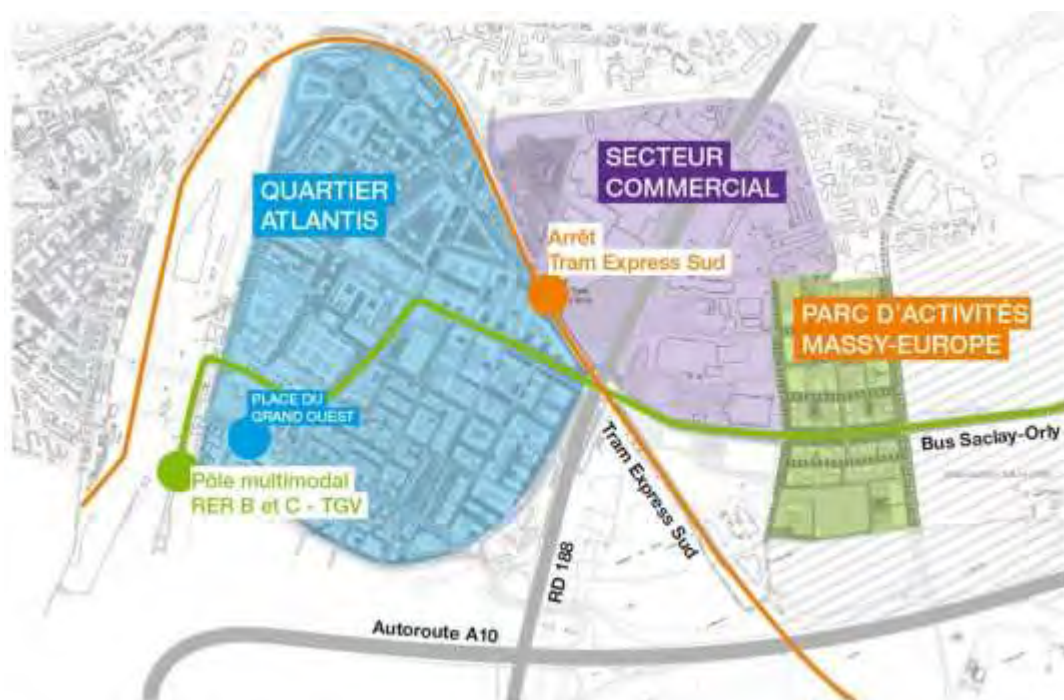 QUARTIER
ATLANTIS
SECTEUR
COMMERCIAL
Arrêt
Tram Express Sud
PARC D'ACTIVITÉS
MASSY-EUROPE
PLACE DU
GRAND OUEST
Pôle multimodal
RER B et C - TGV
Bus Saclay-Orly
Tram Express Sud
RD 188
Autoroute A10